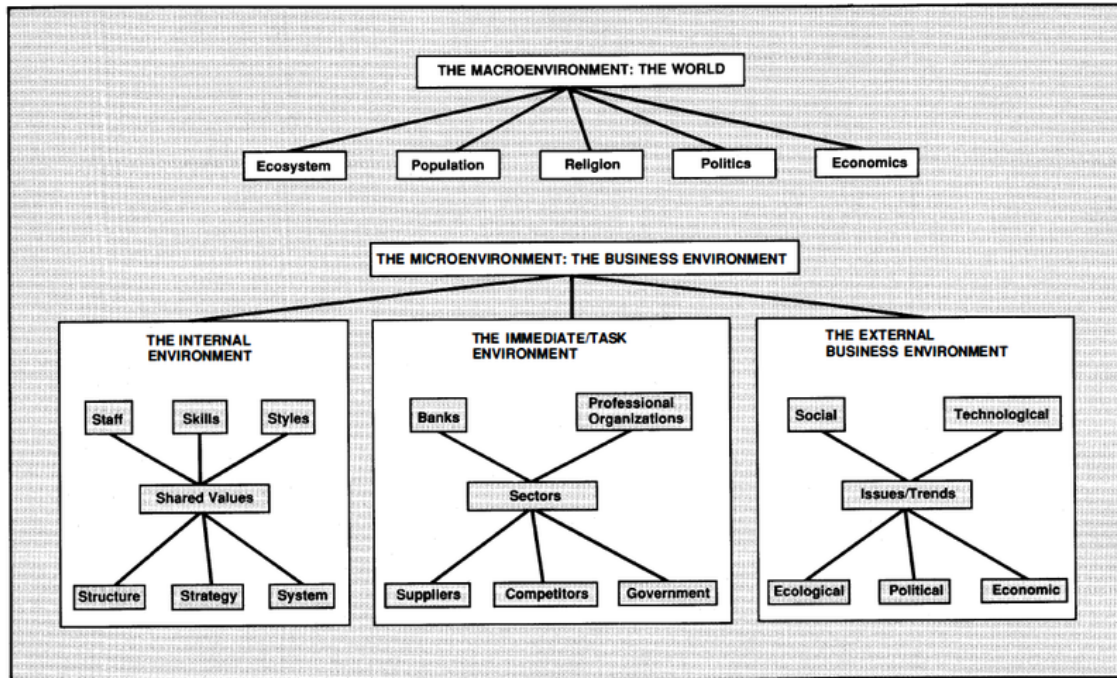 THE MACROENVIRONMENT: THE WORLD
Ecosystem
Population
Religion
Politics
Economics
THE MICROENVIRONMENT: THE BUSINESS ENVIRONMENT
THE INTERNAL
ENVIRONMENT
Staff
Skills
Styles
Shared Values
Structure
Strategy
System
THE IMMEDIATE/TASK
ENVIRONMENT
Banks
Professional
Organizations
Sectors
Suppliers
Competitors
Government
THE EXTERNAL
BUSINESS ENVIRONMENT
Social
Technological
Issues/Trends
Ecological
Political
Economic